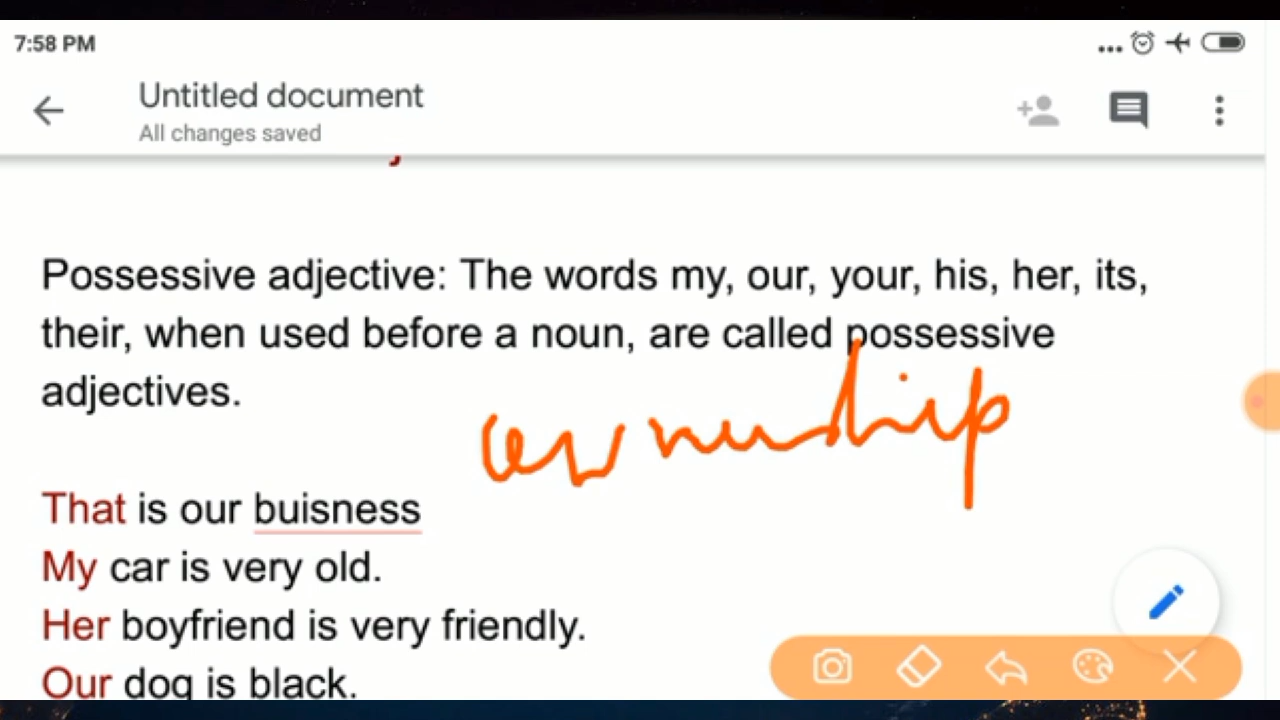 7:58 PM
Untitled document
All changes saved
Possessive adjective: The words my, our, your, his, her, its,
their, when used before a noun, are called possessive
adjectives.
ownership
That is our buisness
My car is very old.
Her boyfriend is very friendly.
Our dog is black.